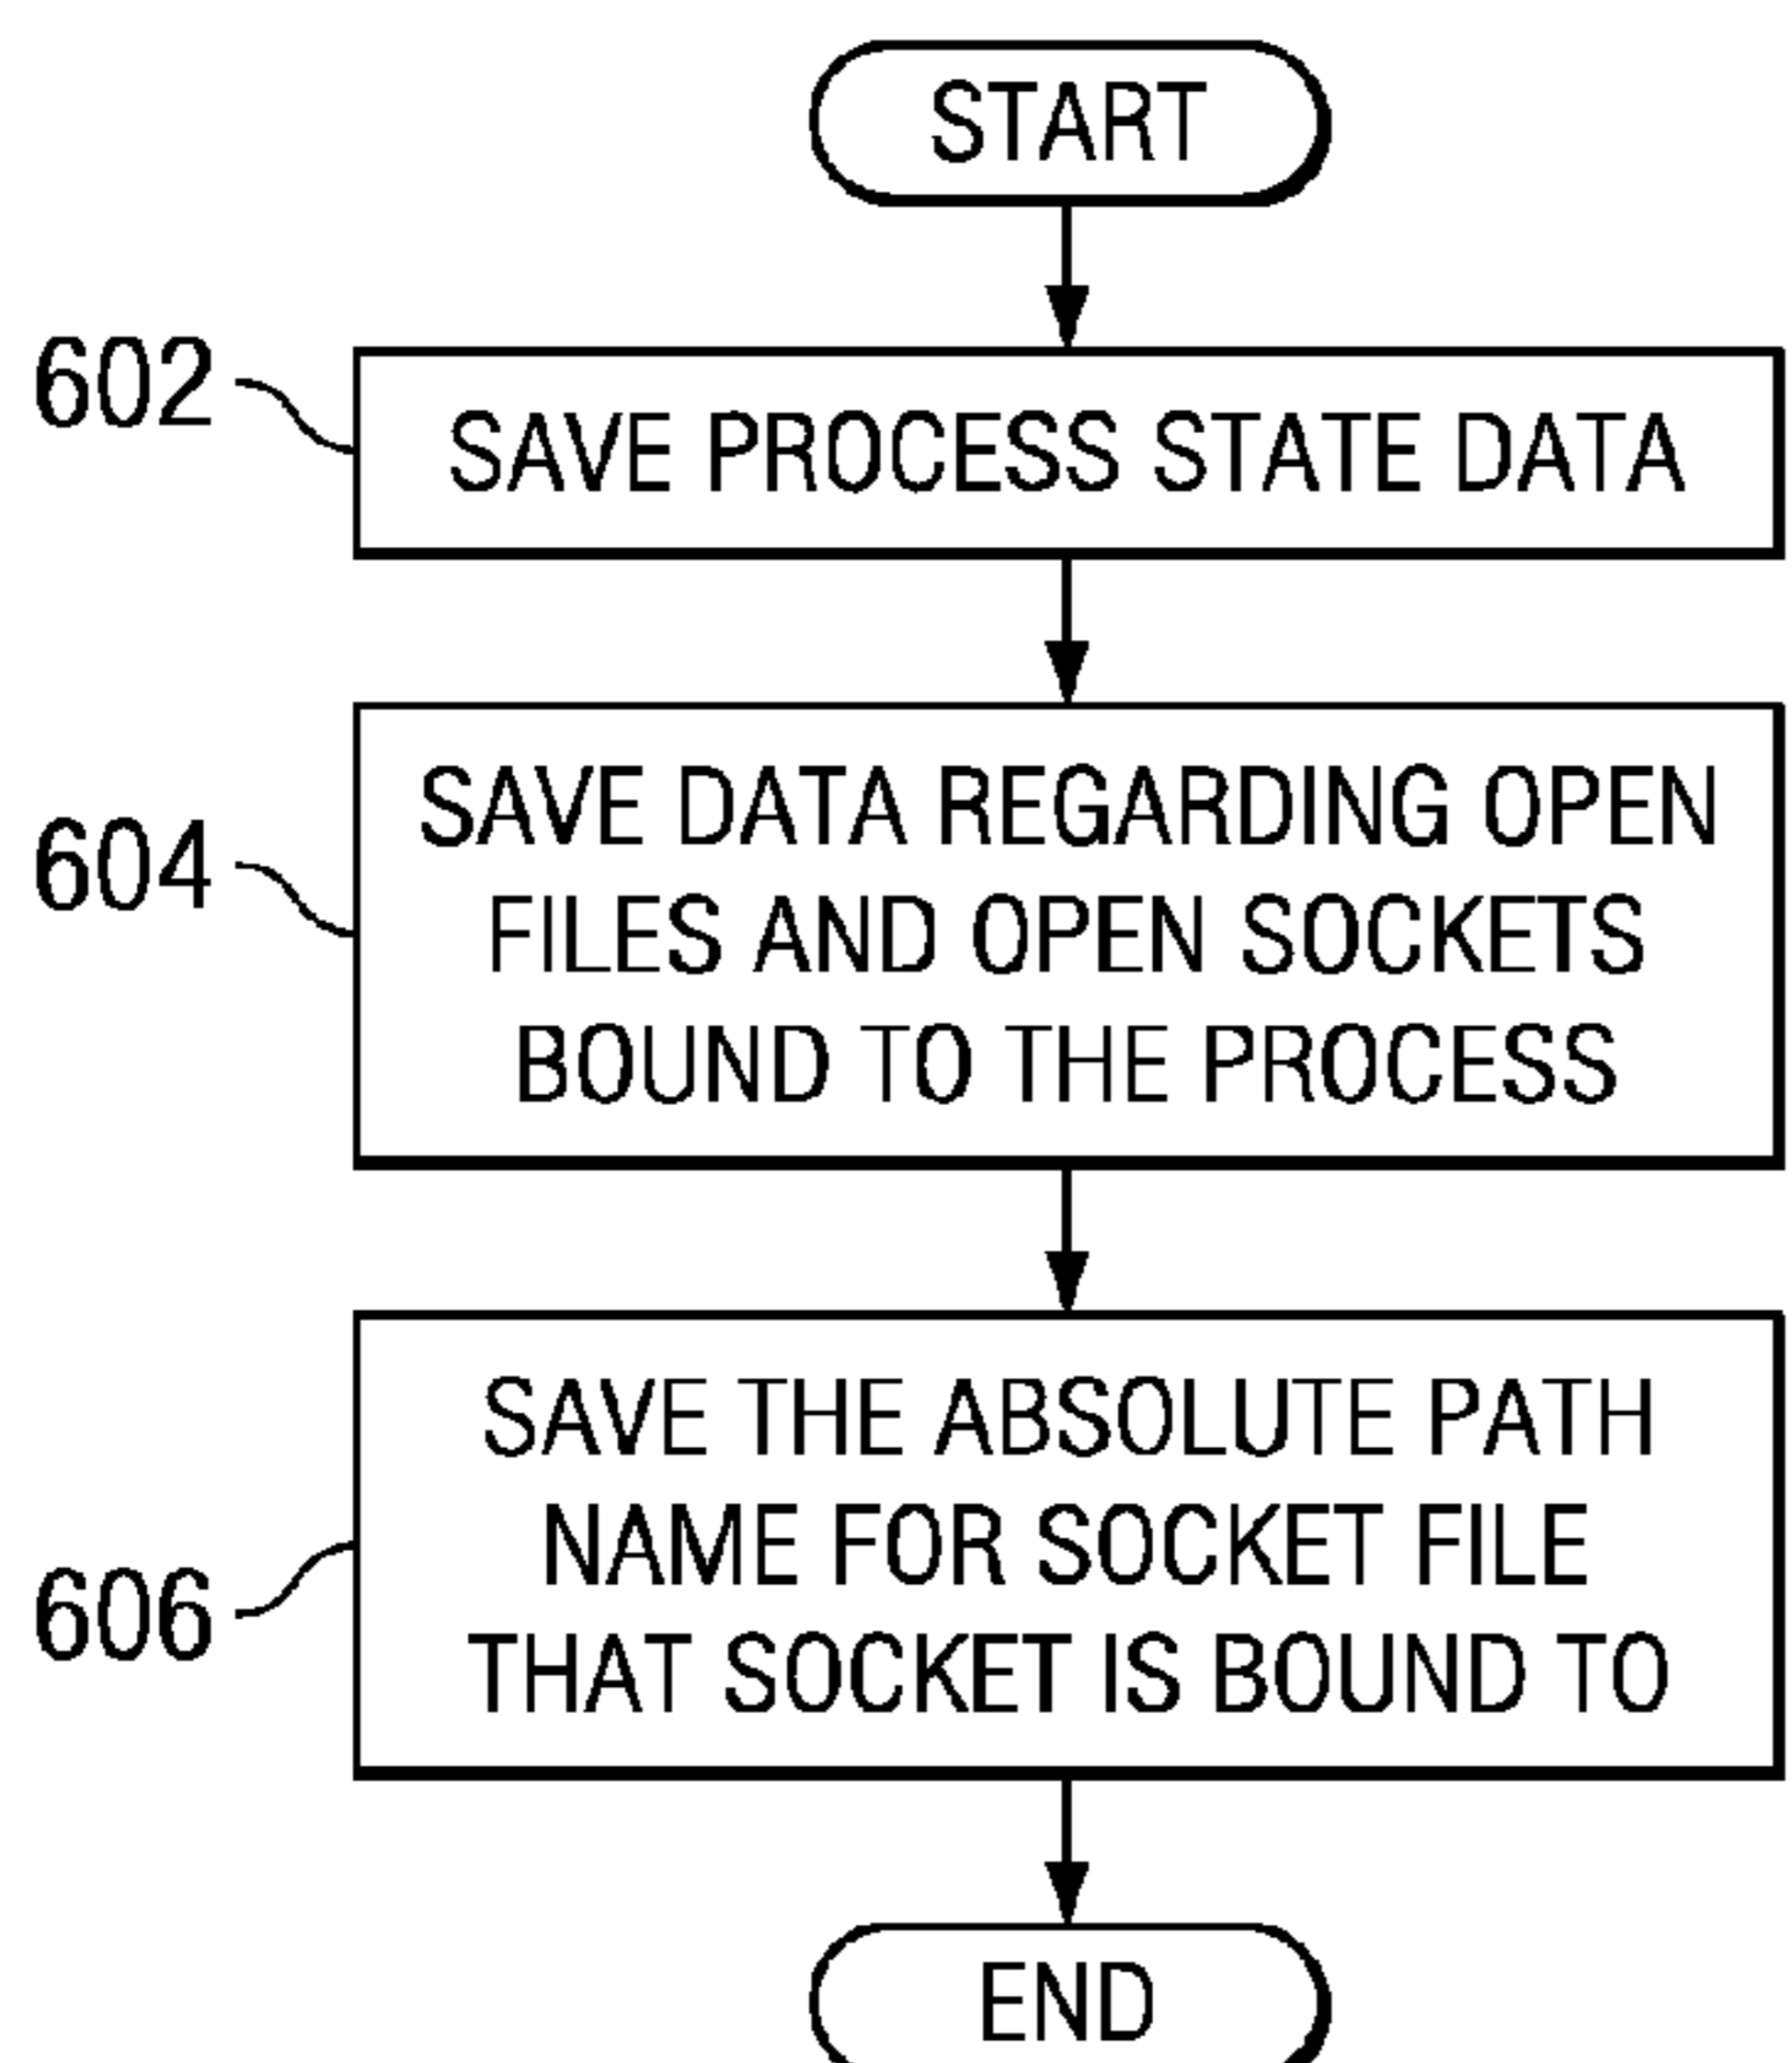 START
602
SAVE PROCESS STATE DATA
604
SAVE DATA REGARDING OPEN
FILES AND OPEN SOCKETS
BOUND TO THE PROCESS
606
SAVE THE ABSOLUTE PATH
NAME FOR SOCKET FILE
THAT SOCKET IS BOUND TO
END